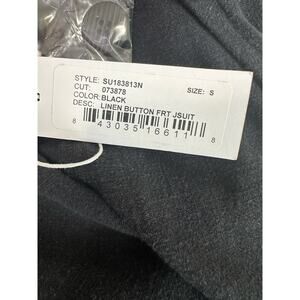 STYLE: SU183813N
CUT: 073878 SIZE: S
COLOR: BLACK
DESC: LINEN BUTTON FRT JSUIT
8 43035 16611 8